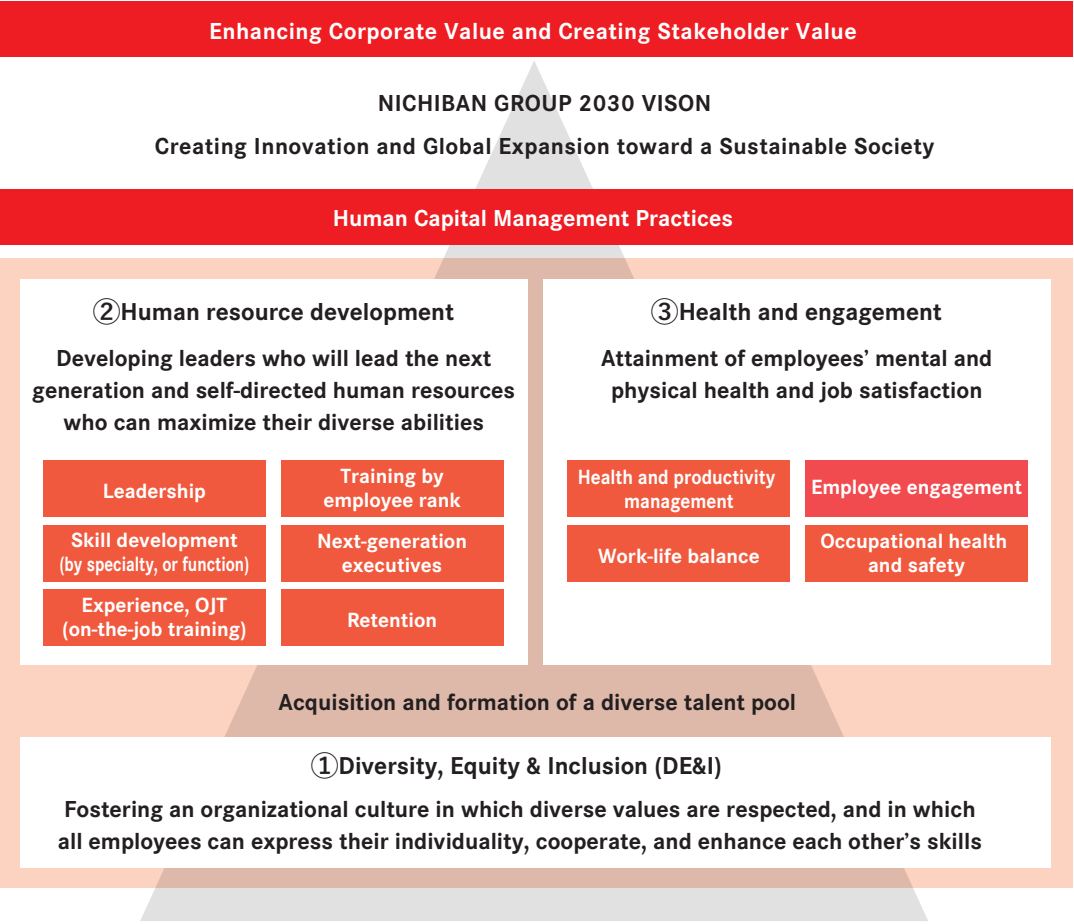 Enhancing Corporate Value and Creating Stakeholder Value
NICHIBAN GROUP 2030 VISON
Creating Innovation and Global Expansion toward a Sustainable Society
Human Capital Management Practices
②Human resource development
Developing leaders who will lead the next
generation and self-directed human resources
who can maximize their diverse abilities
Leadership
Training by
employee rank
Skill development
(by specialty, or function)
Next-generation
executives
Experience, OJT
(on-the-job training)
Retention
③Health and engagement
Attainment of employees’ mental and
physical health and job satisfaction
Health and productivity
management
Employee engagement
Work-life balance
Occupational health
and safety
Acquisition and formation of a diverse talent pool
①Diversity, Equity & Inclusion (DE&I)
Fostering an organizational culture in which diverse values are respected, and in which
all employees can express their individuality, cooperate, and enhance each other’s skills